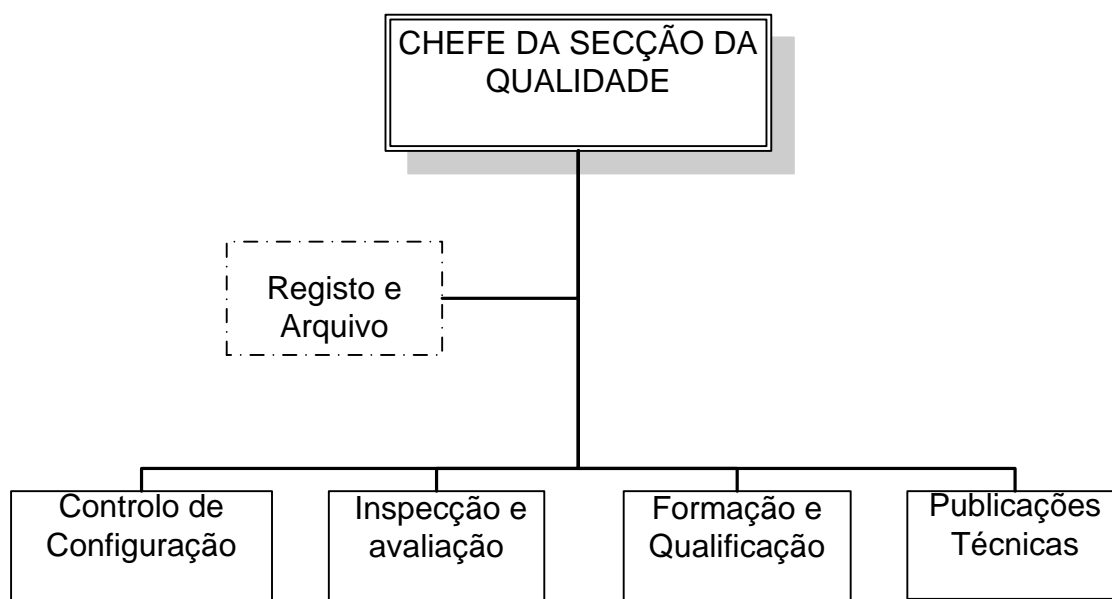 CHEFE DA SECÇÃO DA
QUALIDADE
Registo e
Arquivo
Controlo de
Configuração
Inspecção e
avaliação
Formação e
Qualificação
Publicações
Técnicas